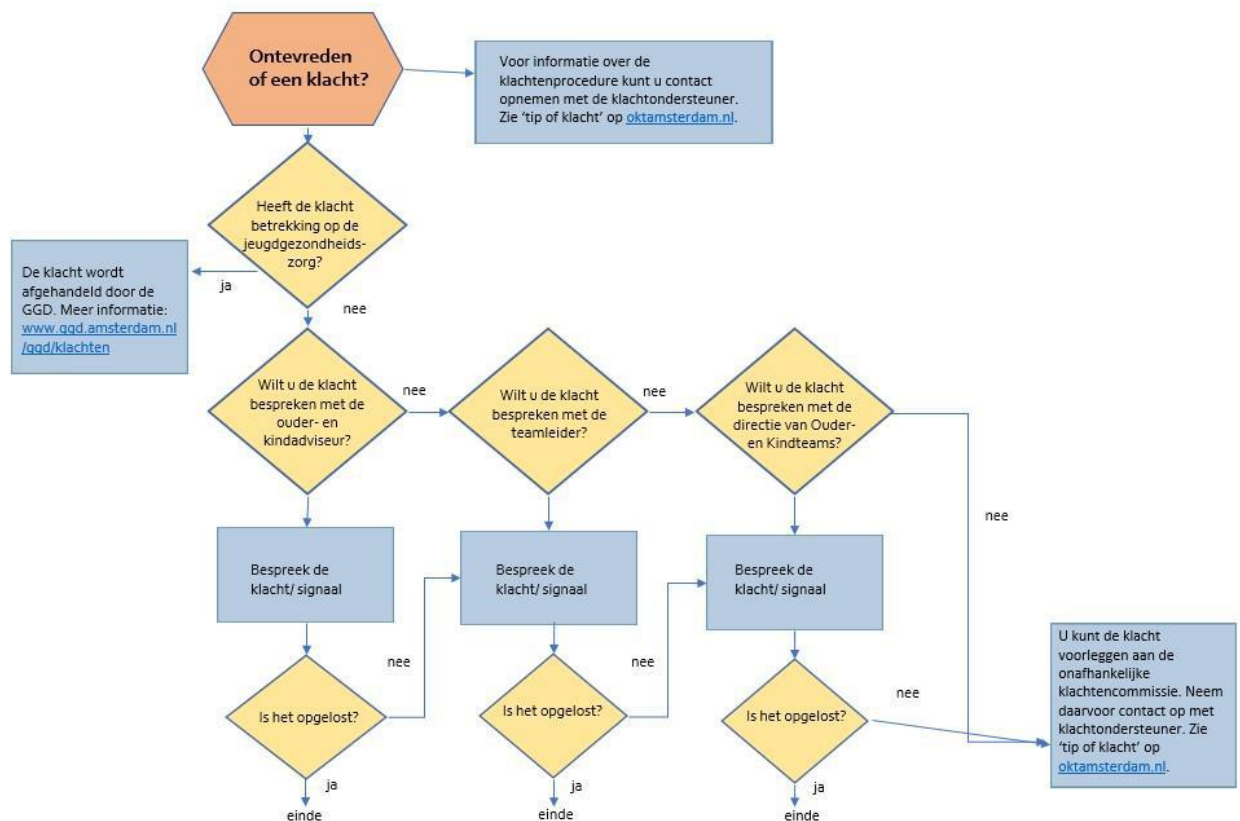 Ontevreden
of een klacht?
Voor informatie over de
klachtenprocedure kunt u contact
opnemen met de klachtondersteuner.
Zie 'tip of klacht' op oktamsterdam.nl.
Heeft de klacht
betrekking op de
jeugdgezondheids-
zorg?
ja
nee
De klacht wordt
afgehandeld door de
GGD. Meer informatie:
www.ggd.amsterdam.nl
/ggd/klachten
Wilt u de klacht
bespreken met de
ouder- en
kindadviseur?
nee
Wilt u de klacht
bespreken met de
teamleider?
nee
Wilt u de klacht
bespreken met de
directie van Ouder-
en Kindteams?
nee
Bespreek de
klacht/ signaal
Bespreek de
klacht/ signaal
Bespreek de
klacht/ signaal
Is het opgelost?
nee
ja
einde
Is het opgelost?
nee
ja
einde
Is het opgelost?
nee
ja
einde
U kunt de klacht
voorleggen aan de
onafhankelijke
klachtencommissie. Neem
daarvoor contact op met
klachtondersteuner. Zie
'tip of klacht' op
oktamsterdam.nl.